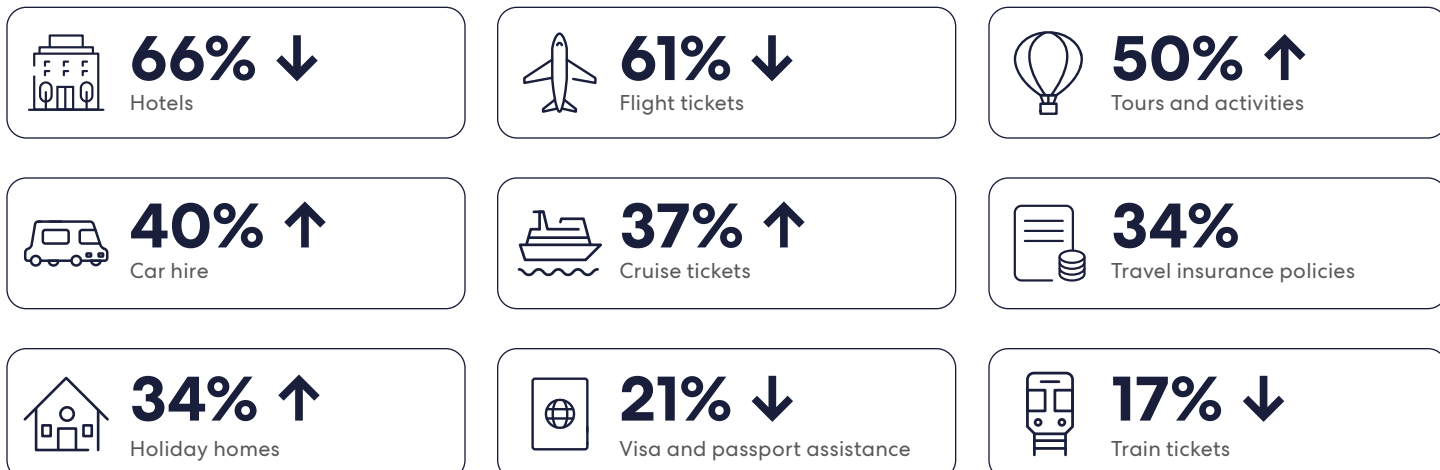 66% ↓
Hotels
61% ↓
Flight tickets
50% ↑
Tours and activities
40% ↑
Car hire
37% ↑
Cruise tickets
34%
Travel insurance policies
34% ↑
Holiday homes
21% ↓
Visa and passport assistance
17% ↓
Train tickets